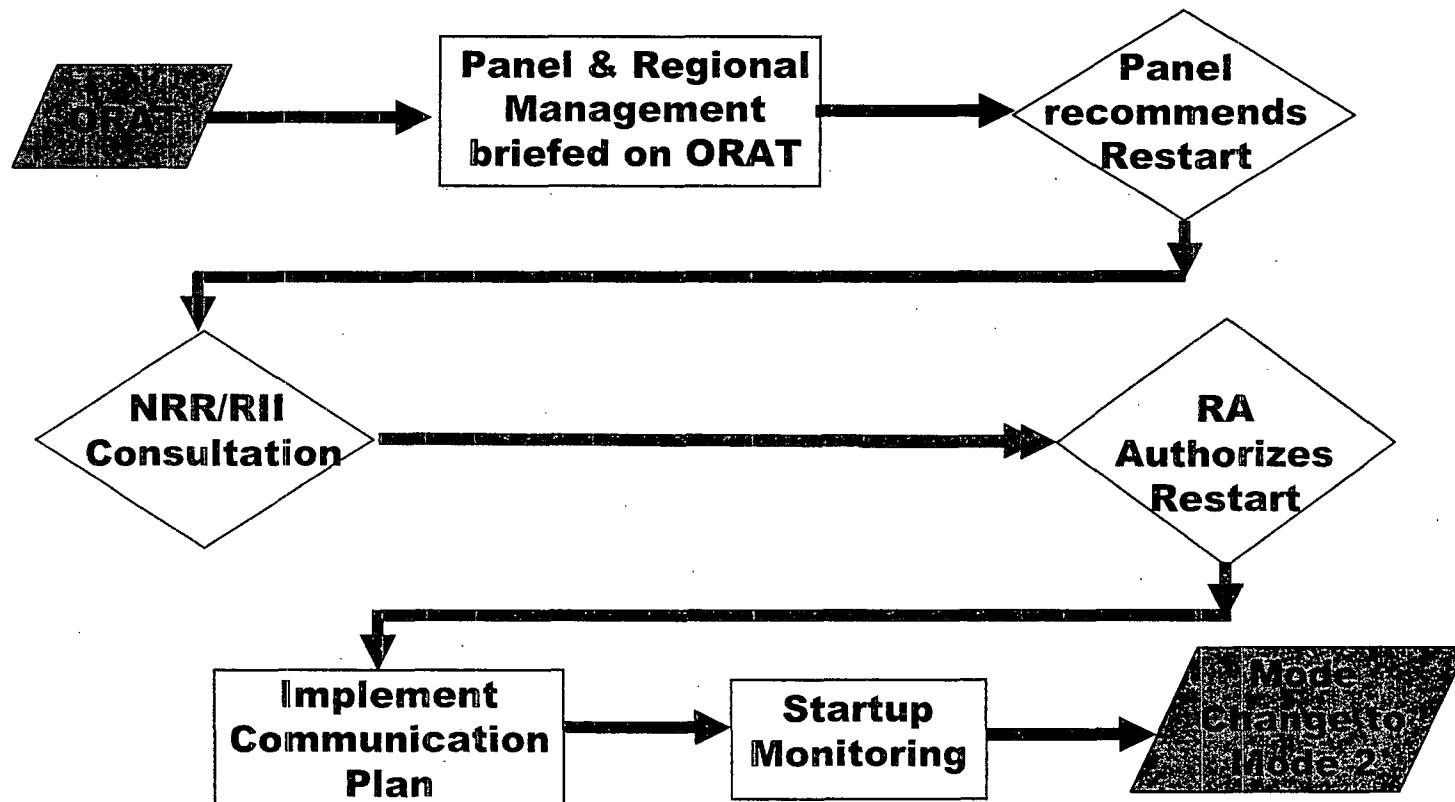 ORAT
Panel & Regional
Management
briefed on ORAT
Panel
recommends
Restart
NRR/RII
Consultation
RA
Authorizes
Restart
Implement
Communication
Plan
Startup
Monitoring
Mode
Change to
Mode 2